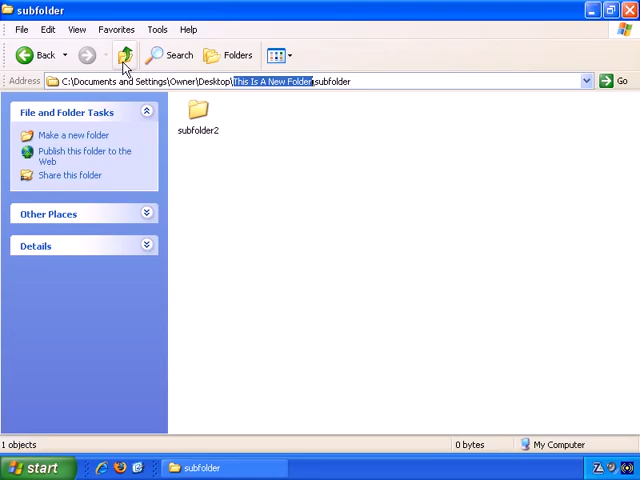 subfolder
File Edit View Favorites Tools Help
Back Search Folders
Address C:\Documents and Settings\Owner\Desktop\This Is A New Folder\subfolder Go
File and Folder Tasks
Make a new folder
Publish this folder to the
Web
Share this folder
Other Places
Details
subfolder2
1 objects 0 bytes My Computer
start subfolder